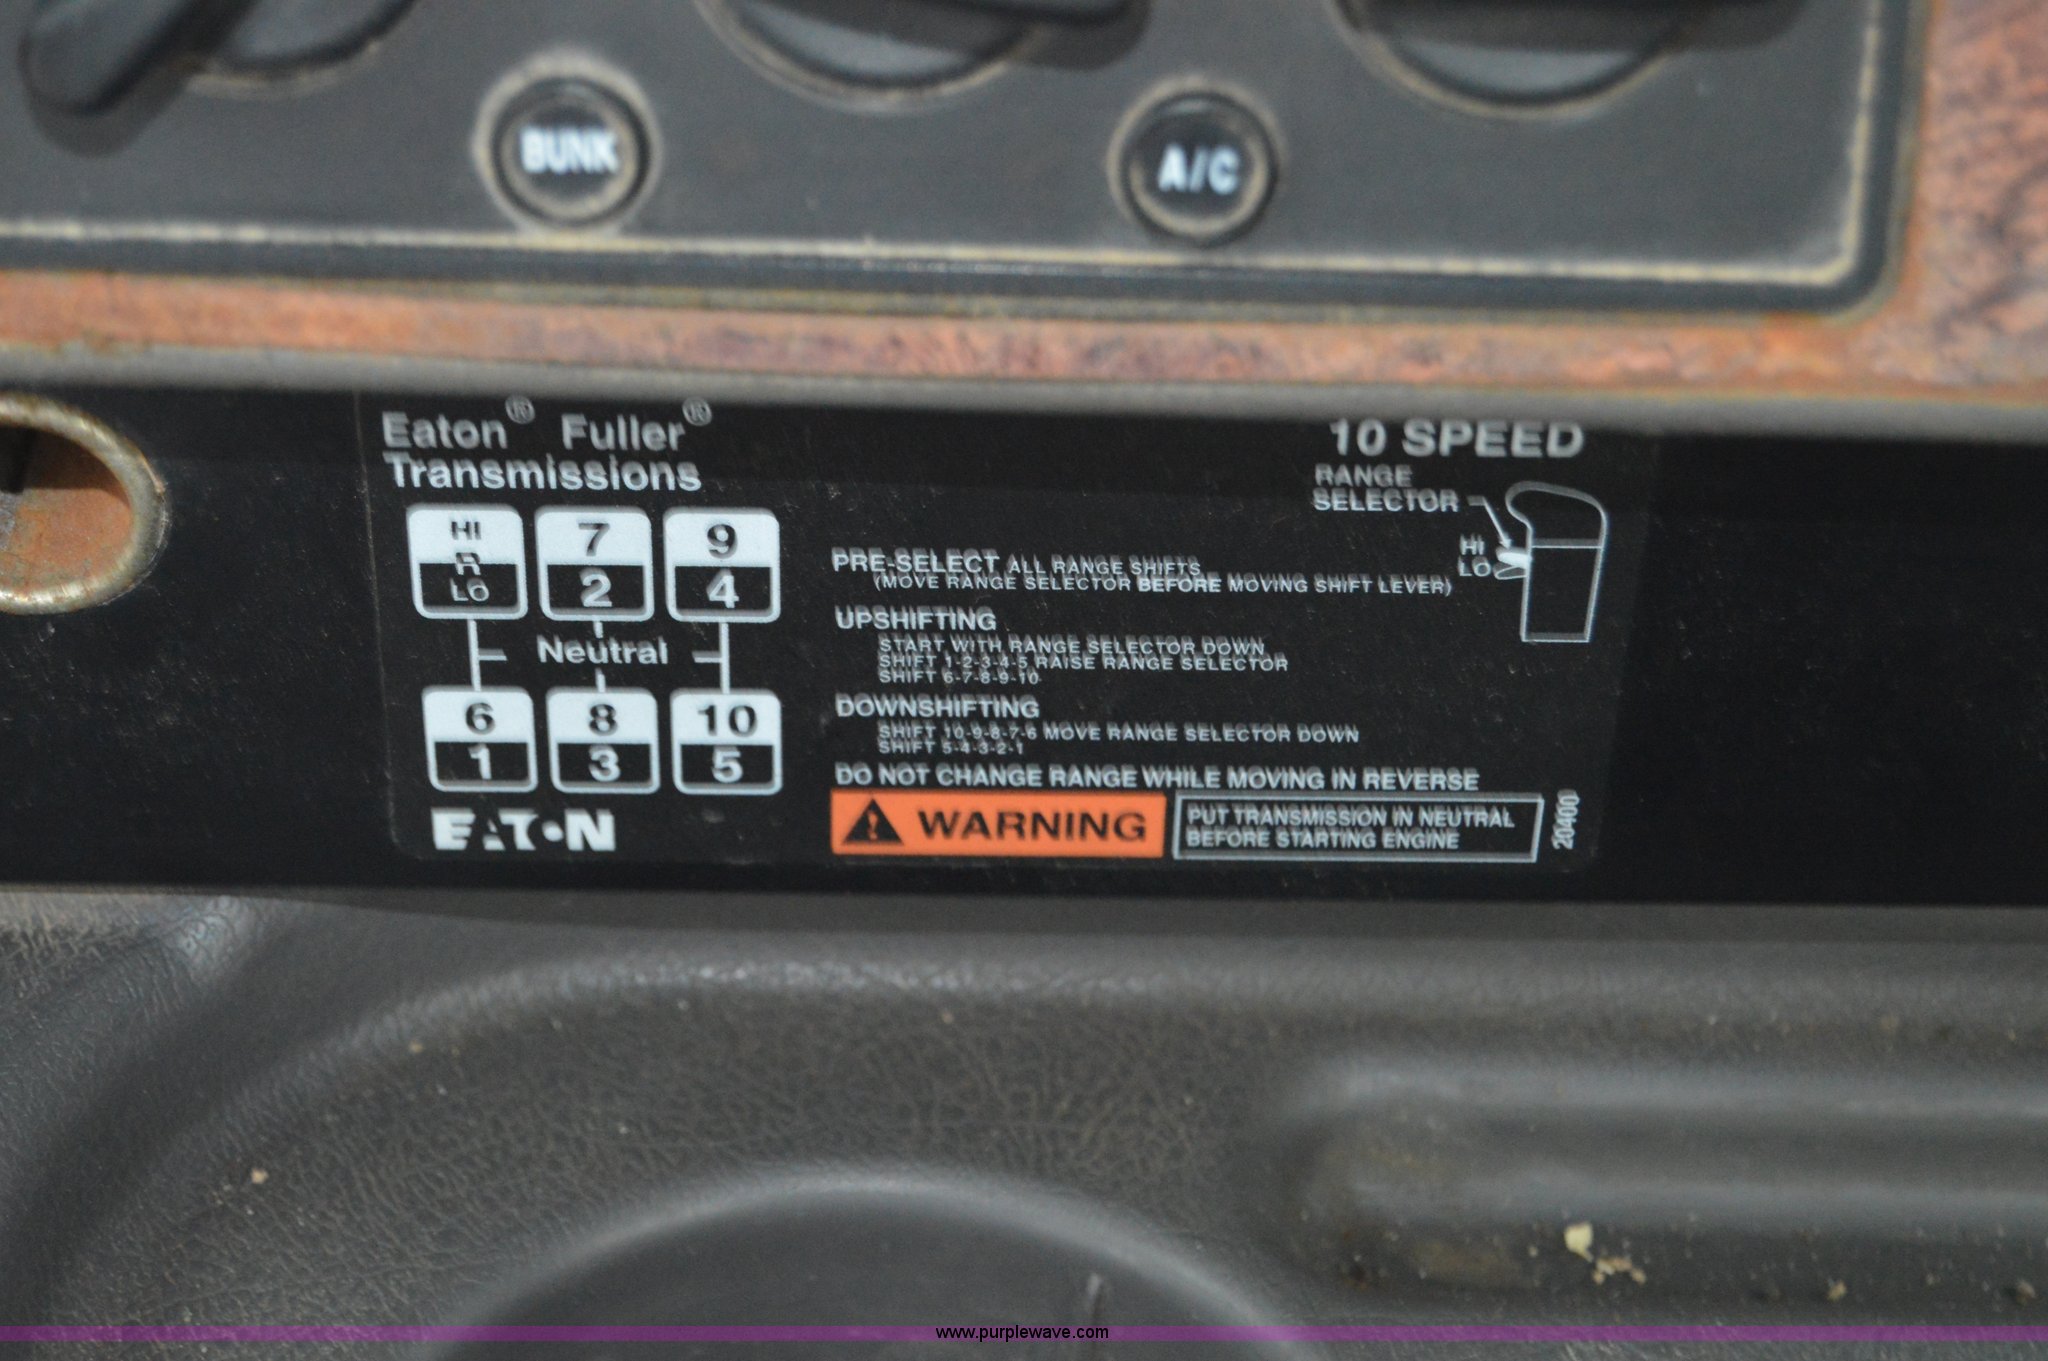 BUNK
A/C
Eaton® Fuller®
Transmissions
10 SPEED
RANGE
SELECTOR
HI
LO
HI
R
LO
7
2
9
4
Neutral
6
1
8
3
10
5
EATON
PRE-SELECT ALL RANGE SHIFTS
(MOVE RANGE SELECTOR BEFORE MOVING SHIFT LEVER)
UPSHIFTING
START WITH RANGE SELECTOR DOWN
SHIFT 1-2-3-4-5 RAISE RANGE SELECTOR
SHIFT 6-7-8-9-10
DOWNSHIFTING
SHIFT 10-9-8-7-6 MOVE RANGE SELECTOR DOWN
SHIFT 5-4-3-2-1
DO NOT CHANGE RANGE WHILE MOVING IN REVERSE
WARNING
PUT TRANSMISSION IN NEUTRAL
BEFORE STARTING ENGINE
20400
www.purplewave.com